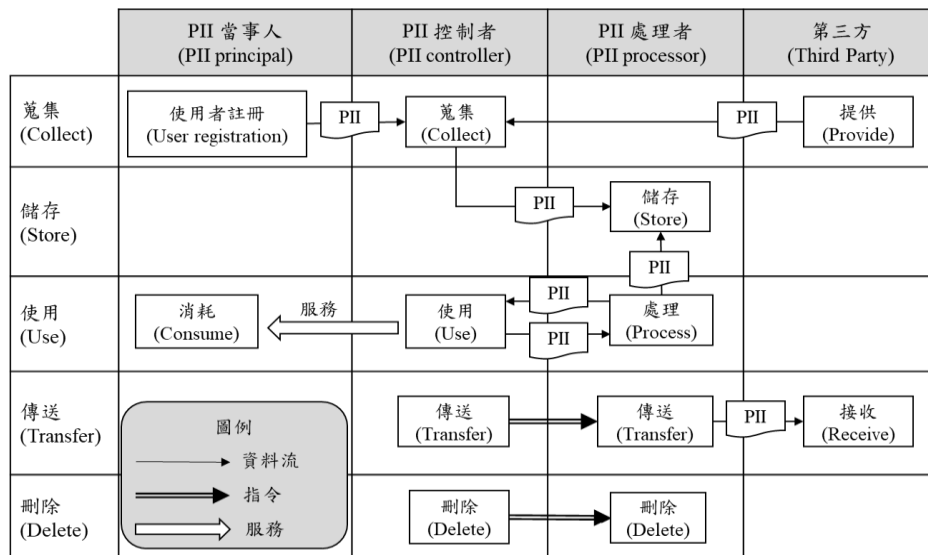 PII 當事人
(PII principal)
PII 控制者
(PII controller)
PII 處理者
(PII processor)
第三方
(Third Party)
蒐集
(Collect)
使用者註冊
(User registration)
PII
蒐集
(Collect)
PII
提供
(Provide)
儲存
(Store)
PII
儲存
(Store)
PII
使用
(Use)
消耗
(Consume)
服務
使用
(Use)
PII
PII
處理
(Process)
傳送
(Transfer)
傳送
(Transfer)
傳送
(Transfer)
PII
接收
(Receive)
圖例
資料流
指令
服務
刪除
(Delete)
刪除
(Delete)
刪除
(Delete)